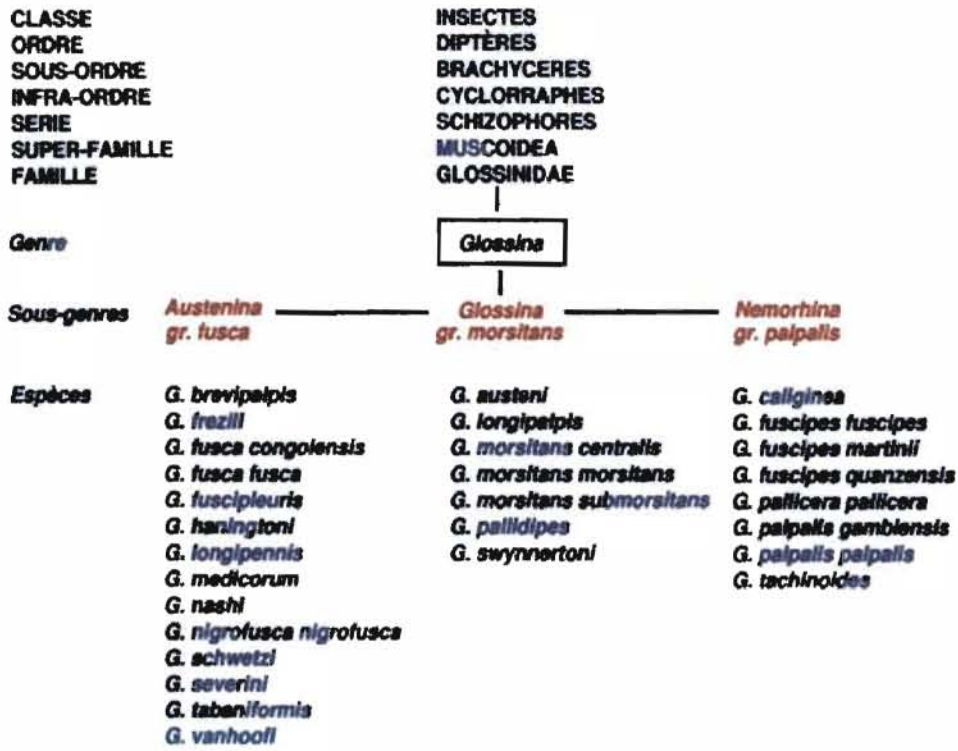 CLASSE INSECTES
ORDRE DIPTÈRES
SOUS-ORDRE BRACHYCERES
INFRA-ORDRE CYCLORRAPHES
SERIE SCHIZOPHORES
SUPER-FAMILLE MUSCOIDEA
FAMILLE GLOSSINIDAE
Genre Glossina
Sous-genres Austenina Glossina Nemorhina
gr. fusca gr. morsitans gr. palpalis
Espèces G. brevipalpis G. austeni G. caliginea
G. frezili G. longipalpis G. fuscipes fuscipes
G. fusca congolensis G. morsitans centralis G. fuscipes martinii
G. fusca fusca G. morsitans morsitans G. fuscipes quanzensis
G. fuscipleuris G. morsitans submorsitans G. pallicera pallicera
G. haningtoni G. pallidipes G. palpalis gambiensis
G. longipennis G. swynnertoni G. palpalis palpalis
G. medicorum G. tachinoides
G. nashi
G. nigrofusca nigrofusca
G. schwetzi
G. severini
G. tabaniformis
G. vanhoofi